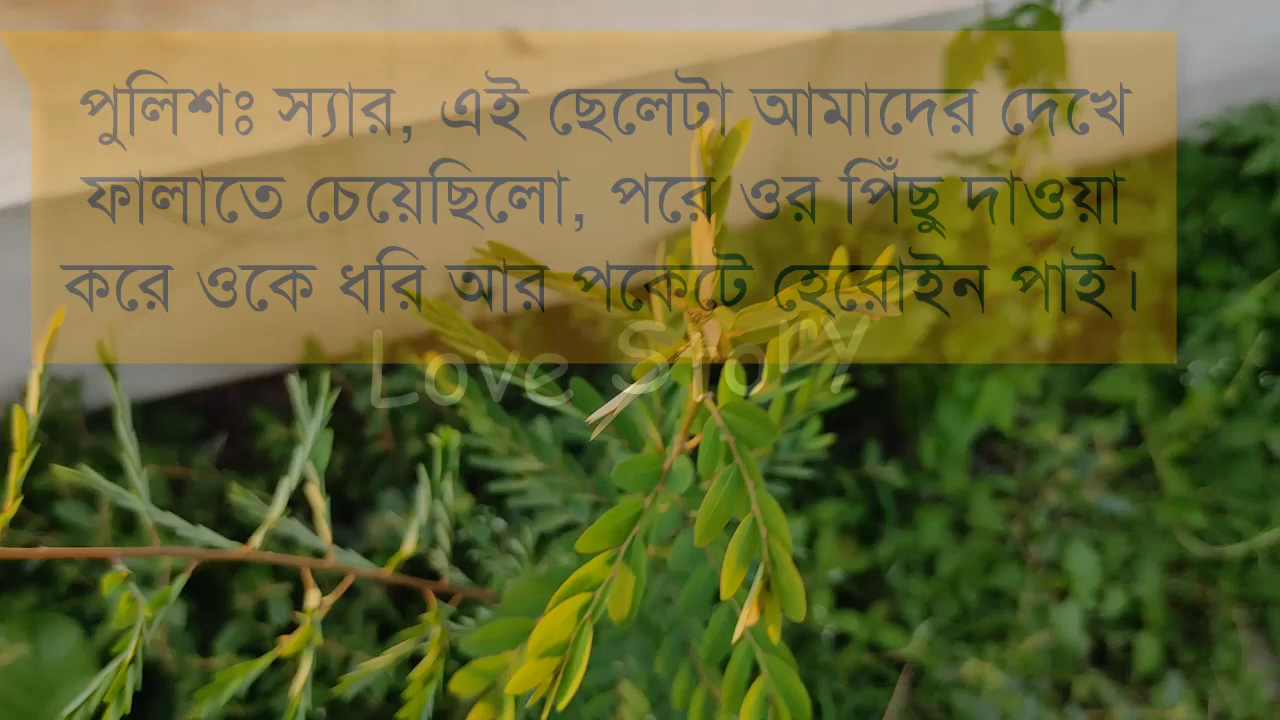 পুলিশঃ স্যার, এই ছেলেটা আমাদের দেখে
ফালাতে চেয়েছিলো, পরে ওর পিঁছু দাওয়া
করে ওকে ধরি আর পকেটে হেরোইন পাই।
Love Story